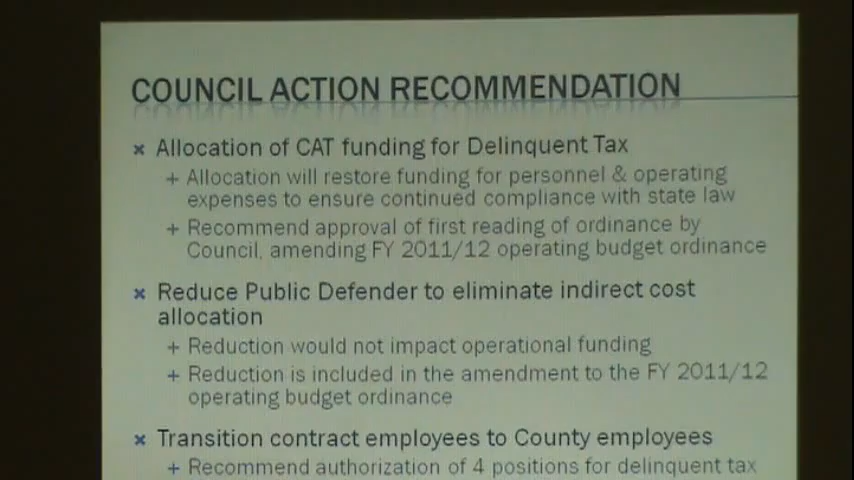 COUNCIL ACTION RECOMMENDATION
× Allocation of CAT funding for Delinquent Tax
+ Allocation will restore funding for personnel & operating
expenses to ensure continued compliance with state law
+ Recommend approval of first reading of ordinance by
Council, amending FY 2011/12 operating budget ordinance
× Reduce Public Defender to eliminate indirect cost
allocation
+ Reduction would not impact operational funding
+ Reduction is included in the amendment to the FY 2011/12
operating budget ordinance
× Transition contract employees to County employees
+ Recommend authorization of 4 positions for delinquent tax